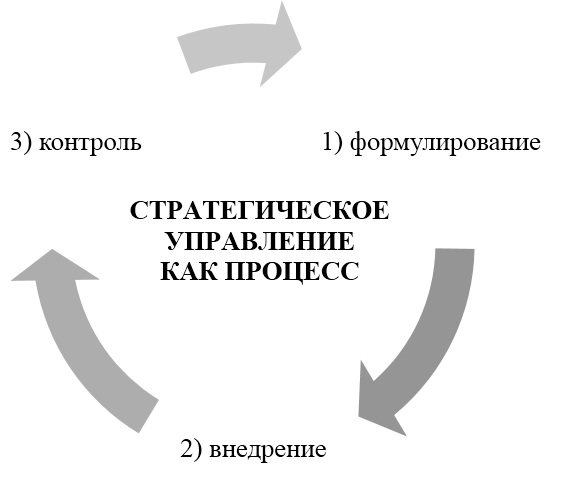 3) контроль
1) формулирование
СТРАТЕГИЧЕСКОЕ
УПРАВЛЕНИЕ
КАК ПРОЦЕСС
2) внедрение